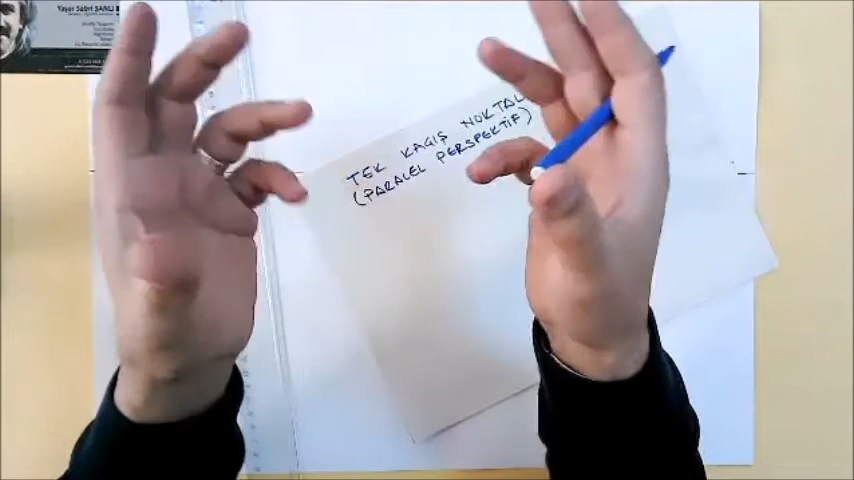 Yaşar Sabri ŞANLI
TEK KAÇIŞ NOKTAL
(PARALEL PERSPEKTİF)